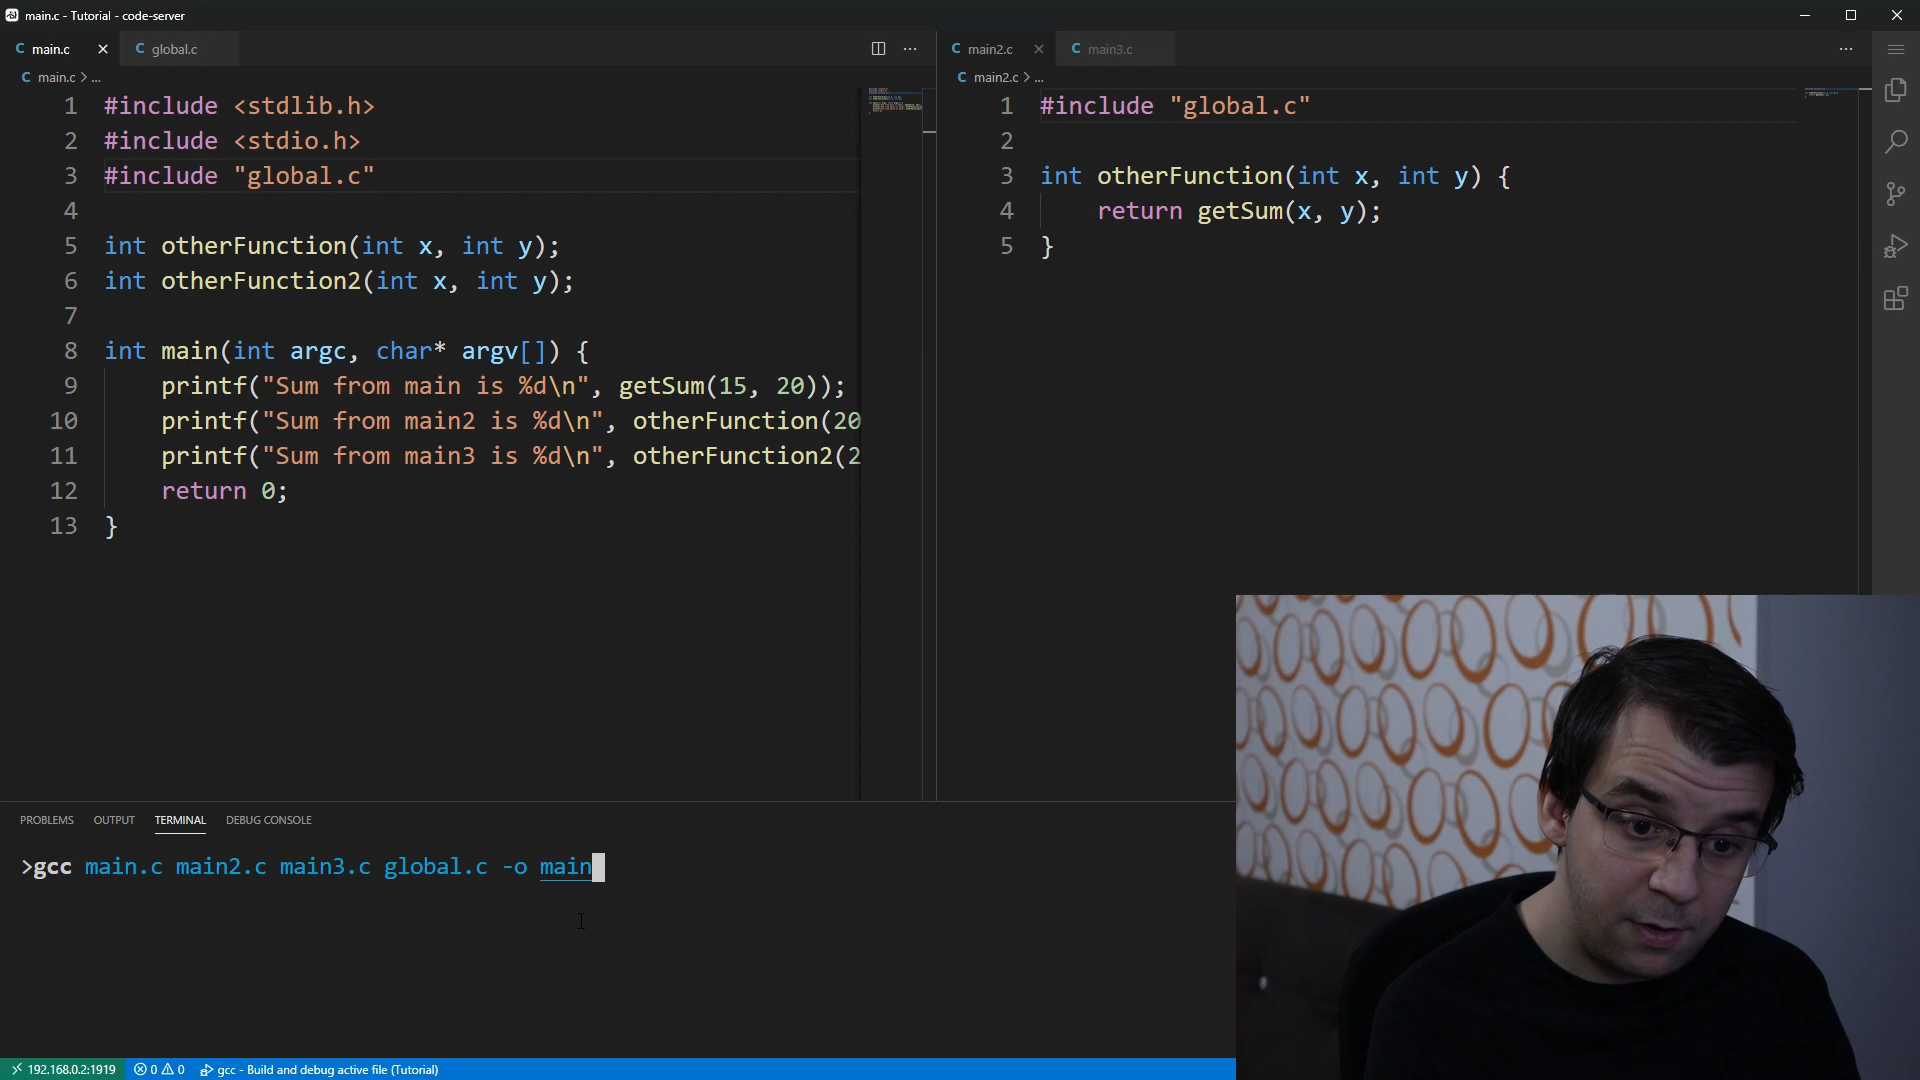 main.c - Tutorial - code-server
main.c
global.c
main2.c
main3.c
main.c > ...
main2.c > ...
1 #include <stdlib.h>
2 #include <stdio.h>
3 #include "global.c"
4
5 int otherFunction(int x, int y);
6 int otherFunction2(int x, int y);
7
8 int main(int argc, char* argv[]) {
9 printf("Sum from main is %d\n", getSum(15, 20));
10 printf("Sum from main2 is %d\n", otherFunction(20
11 printf("Sum from main3 is %d\n", otherFunction2(2
12 return 0;
13 }
1 #include "global.c"
2
3 int otherFunction(int x, int y) {
4 return getSum(x, y);
5 }
PROBLEMS OUTPUT TERMINAL DEBUG CONSOLE
>gcc main.c main2.c main3.c global.c -o main
192.168.0.2:1919 0 0 gcc - Build and debug active file (Tutorial)